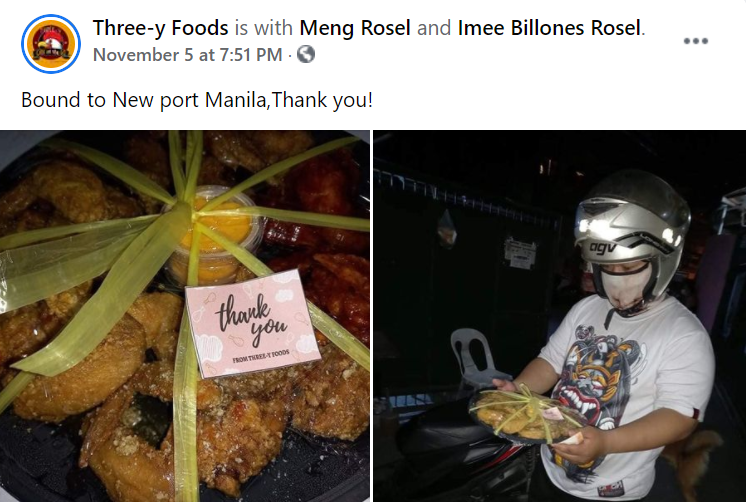 Three-y Foods is with Meng Rosel and Imee Billones Rosel.
November 5 at 7:51 PM ·
Bound to New port Manila,Thank you!
thank
you
FROM THREE-Y FOODS
agv